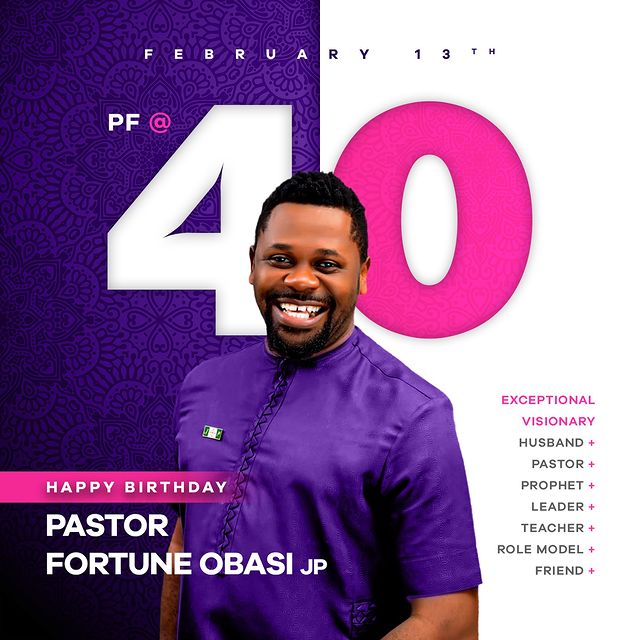 FEBRUARY 13TH
PF @
40
EXCEPTIONAL
VISIONARY
HUSBAND +
PASTOR +
PROPHET +
LEADER +
TEACHER +
ROLE MODEL +
FRIEND +
HAPPY BIRTHDAY
PASTOR
FORTUNE OBASI JP